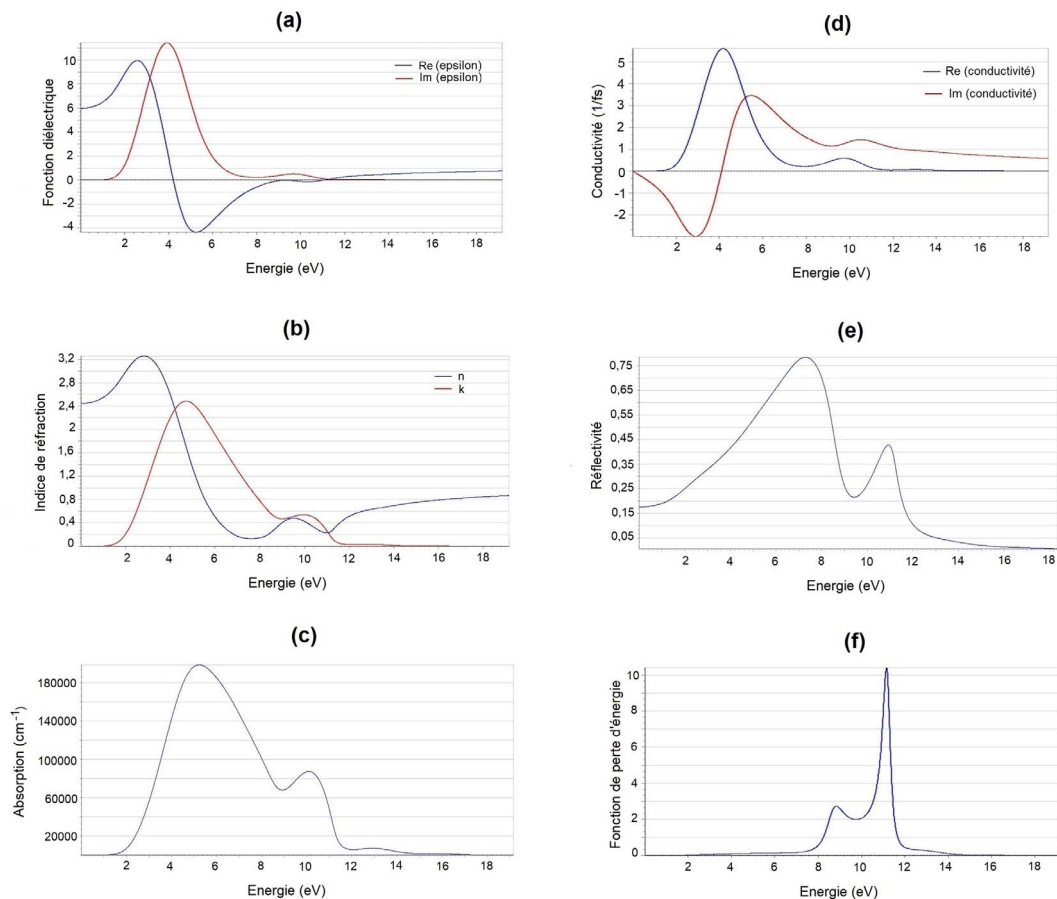 (a)
Fonction diélectrique
10
8
6
4
2
0
-2
-4
Re (epsilon)
Im (epsilon)
2 4 6 8 10 12 14 16 18
Energie (eV)
(b)
Indice de réfraction
3,2
2,8
2,4
2
1,6
1,2
0,8
0,4
0
n
k
2 4 6 8 10 12 14 16 18
Energie (eV)
(c)
Absorption (cm⁻¹)
180000
140000
100000
60000
20000
2 4 6 8 10 12 14 16 18
Energie (eV)
(d)
Conductivité (1/fs)
5
4
3
2
1
0
-1
-2
Re (conductivité)
Im (conductivité)
2 4 6 8 10 12 14 16 18
Energie (eV)
(e)
Réflectivité
0,75
0,65
0,55
0,45
0,35
0,25
0,15
0,05
2 4 6 8 10 12 14 16 18
Energie (eV)
(f)
Fonction de perte d'énergie
10
8
6
4
2
0
2 4 6 8 10 12 14 16 18
Energie (eV)